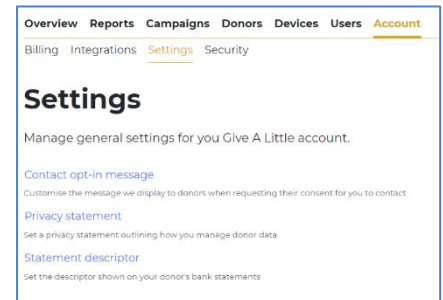 Overview Reports Campaigns Donors Devices Users Account
Billing Integrations Settings Security
Settings
Manage general settings for you Give A Little account.
Contact opt-in message
Customise the message we display to donors when requesting their consent for you to contact
Privacy statement
Set a privacy statement outlining how you manage donor data
Statement descriptor
Set the descriptor shown on your donor's bank statements